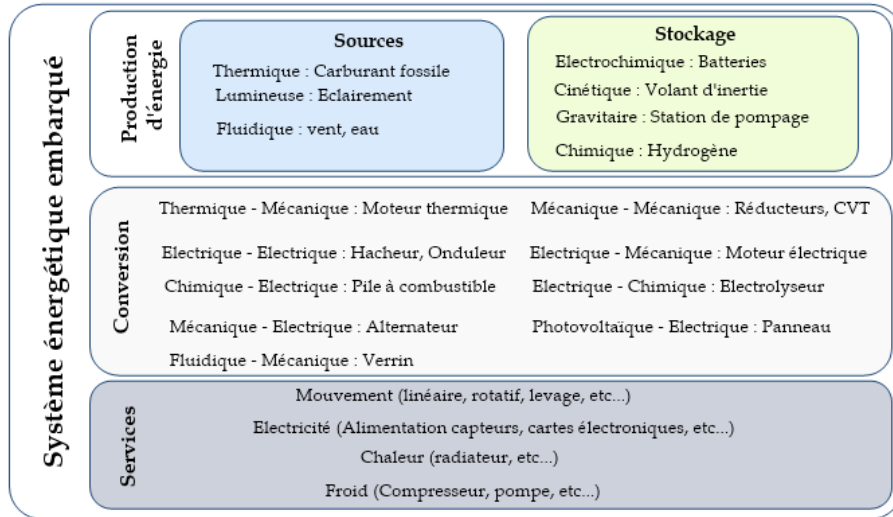 Système énergétique embarqué
Production
d'énergie
Sources
Thermique : Carburant fossile
Lumineuse : Eclairement
Fluidique : vent, eau
Stockage
Electrochimique : Batteries
Cinétique : Volant d'inertie
Gravitaire : Station de pompage
Chimique : Hydrogène
Conversion
Thermique - Mécanique : Moteur thermique
Mécanique - Mécanique : Réducteurs, CVT
Electrique - Electrique : Hacheur, Onduleur
Electrique - Mécanique : Moteur électrique
Chimique - Electrique : Pile à combustible
Electrique - Chimique : Electrolyseur
Mécanique - Electrique : Alternateur
Photovoltaïque - Electrique : Panneau
Fluidique - Mécanique : Verrin
Services
Mouvement (linéaire, rotatif, levage, etc...)
Electricité (Alimentation capteurs, cartes électroniques, etc...)
Chaleur (radiateur, etc...)
Froid (Compresseur, pompe, etc...)